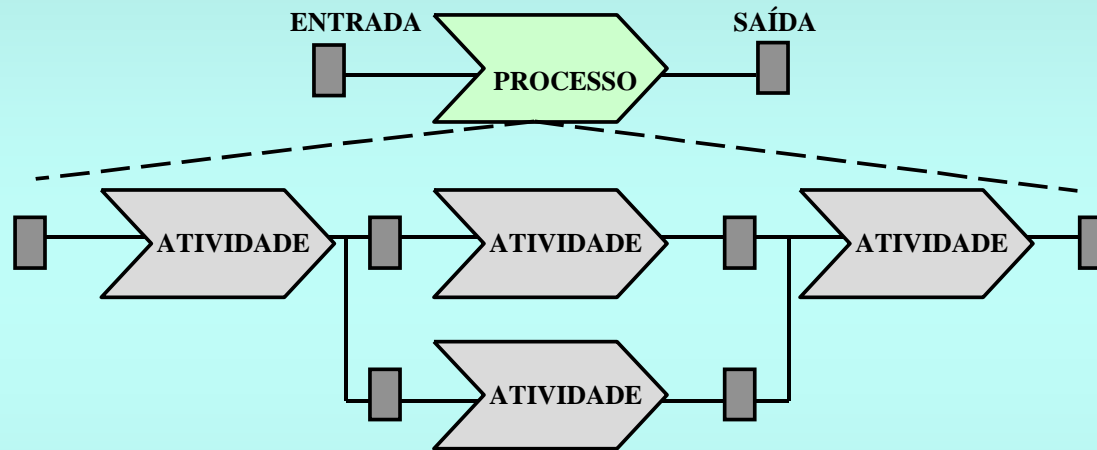 ENTRADA
SAÍDA
PROCESSO
ATIVIDADE
ATIVIDADE
ATIVIDADE
ATIVIDADE